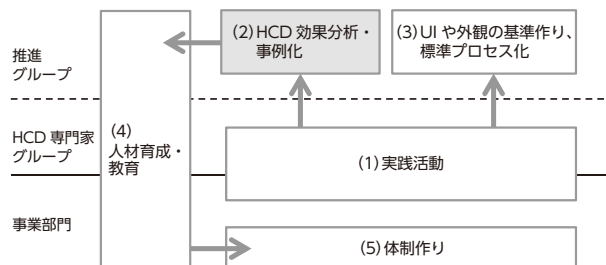 推進
グループ
(2)HCD 効果分析・
事例化
(3)UI や外観の基準作り、
標準プロセス化
HCD 専門家
グループ
(4)
人材育成・
教育
(1)実践活動
事業部門
(5)体制作り